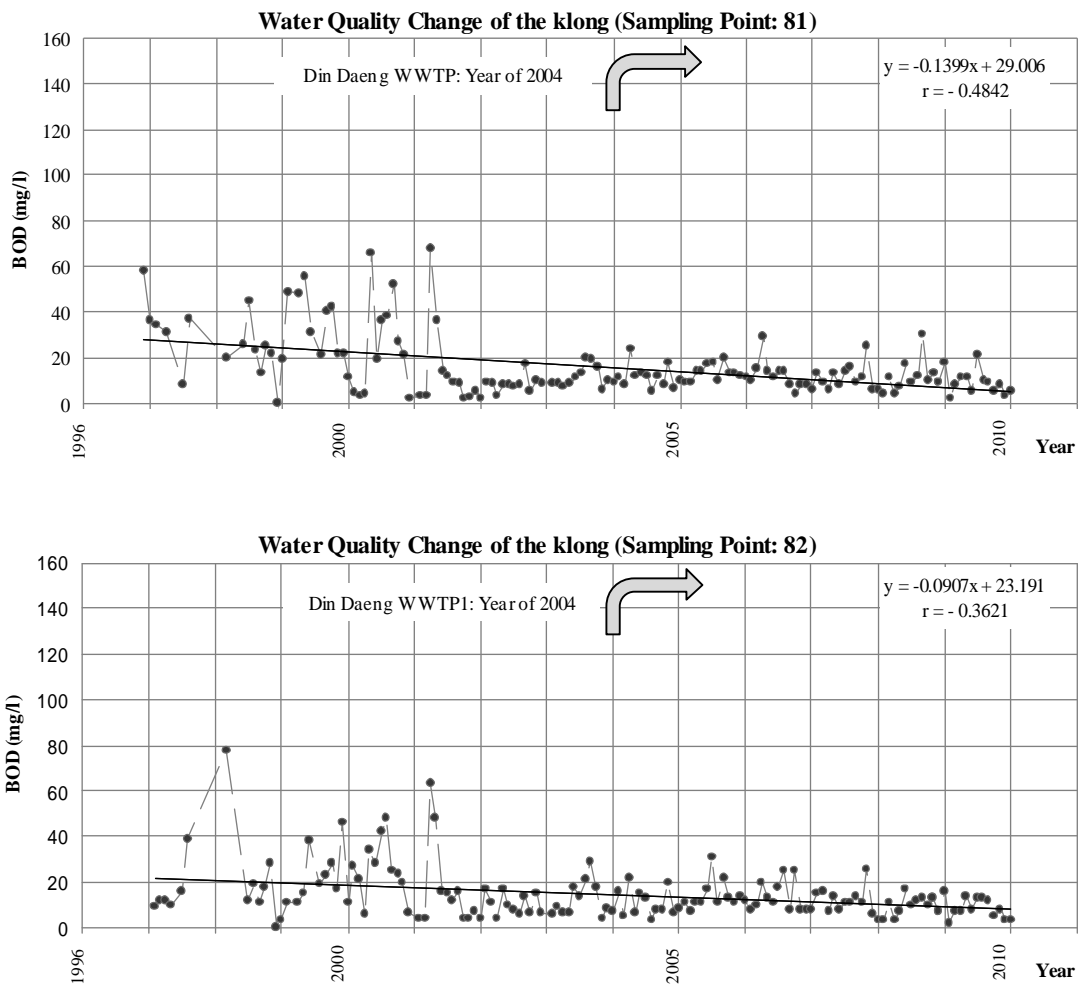 Water Quality Change of the klong (Sampling Point: 81)
160
140
120
100
80
60
40
20
0
BOD (mg/l)
Din Daeng WWTP: Year of 2004
y = -0.1399x + 29.006
r = - 0.4842
1996
2000
2005
2010
Year
Water Quality Change of the klong (Sampling Point: 82)
160
140
120
100
80
60
40
20
0
BOD (mg/l)
Din Daeng WWTP1: Year of 2004
y = -0.0907x + 23.191
r = - 0.3621
1996
2000
2005
2010
Year